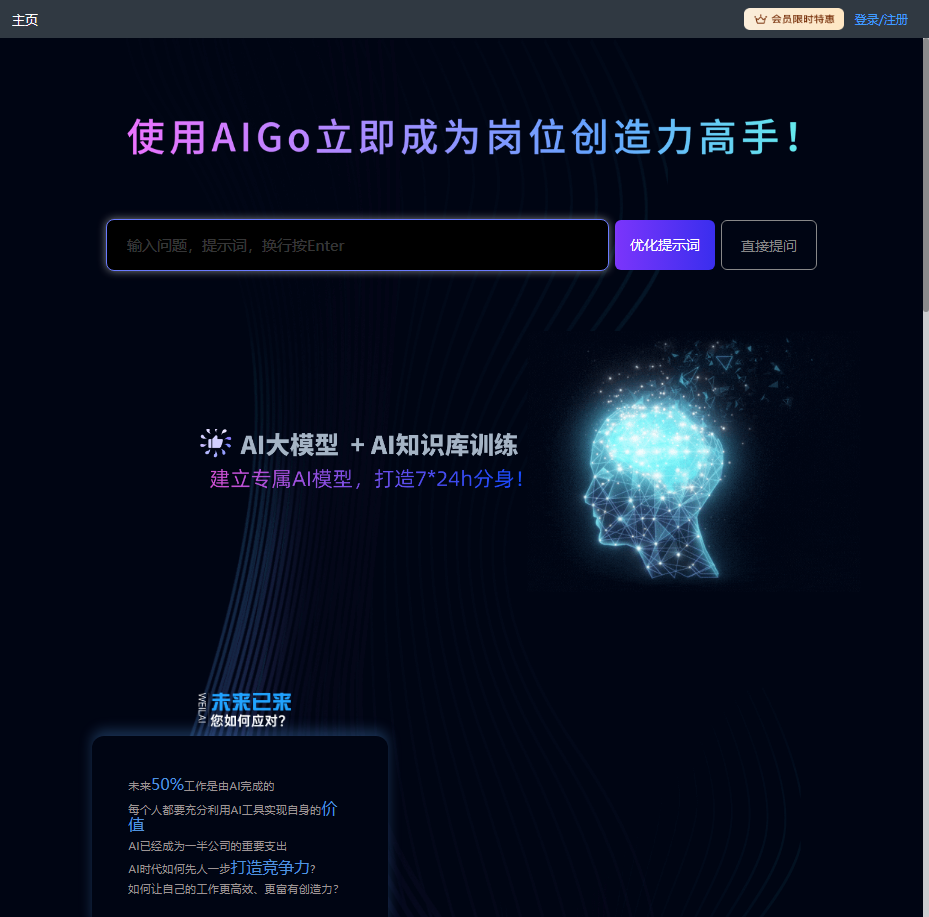 主页
会员限时特惠
登录/注册
使用AIGo立即成为岗位创造力高手！
输入问题，提示词，换行按Enter
优化提示词
直接提问
AI大模型 + AI知识库训练
建立专属AI模型，打造7*24h分身！
WEILAI
未来已来
您如何应对？
未来50%工作是由AI完成的
每个人都要充分利用AI工具实现自身的价
值
AI已经成为一半公司的重要支出
AI时代如何先人一步打造竞争力？
如何让自己的工作更高效、更富有创造力？